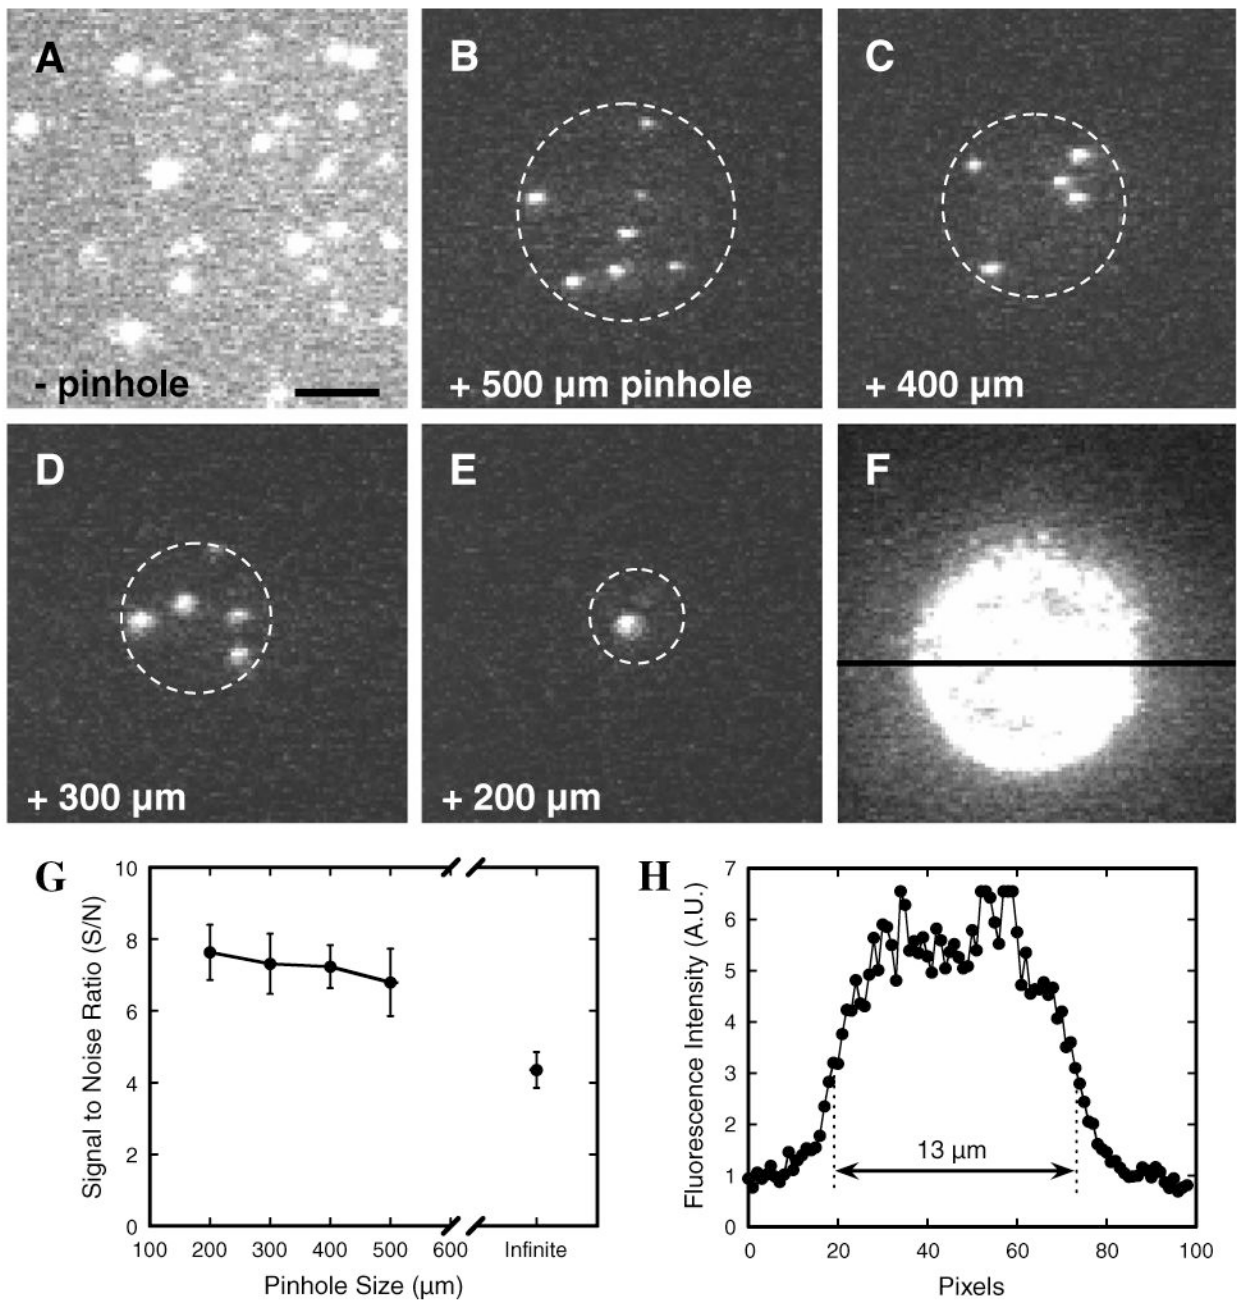 A
- pinhole
B
+ 500 µm pinhole
C
+ 400 µm
D
+ 300 µm
E
+ 200 µm
F
G
Signal to Noise Ratio (S/N)
10
8
6
4
2
0
100 200 300 400 500 600 Infinite
Pinhole Size (µm)
H
Fluorescence Intensity (A.U.)
7
6
5
4
3
2
1
0
13 µm
0 20 40 60 80 100
Pixels